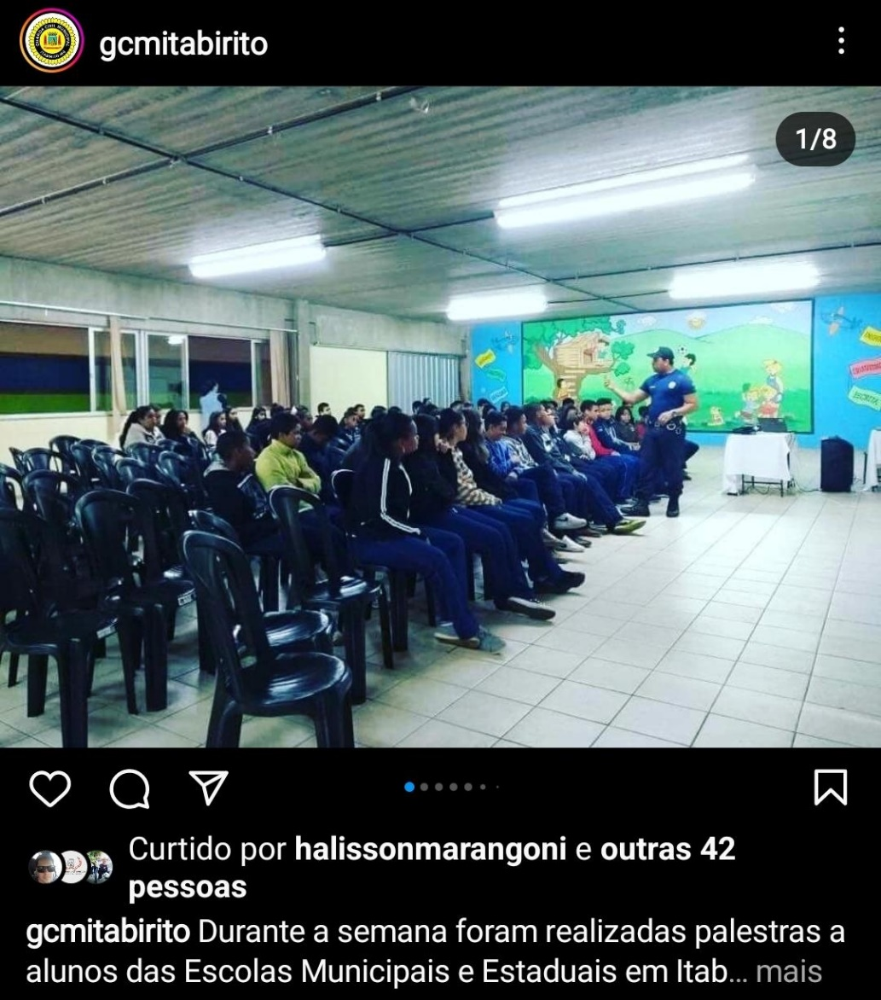 gcmitabirito
1/8
Curtido por halissonmarangoni e outras 42
pessoas
gcmitabirito Durante a semana foram realizadas palestras a
alunos das Escolas Municipais e Estaduais em Itab... mais